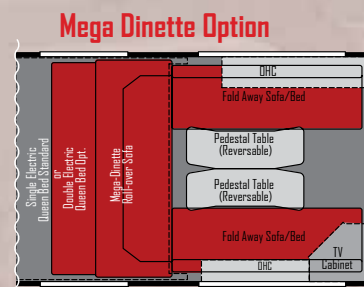 Mega Dinette Option
OHC
Fold Away Sofa/Bed
Pedestal Table
(Reversable)
Pedestal Table
(Reversable)
Fold Away Sofa/Bed
OHC
TV
Cabinet
Single Electric
Queen Bed Standard
or
Double Electric
Queen Bed Opt.
Mega-Dinette
Roll-over Sofa